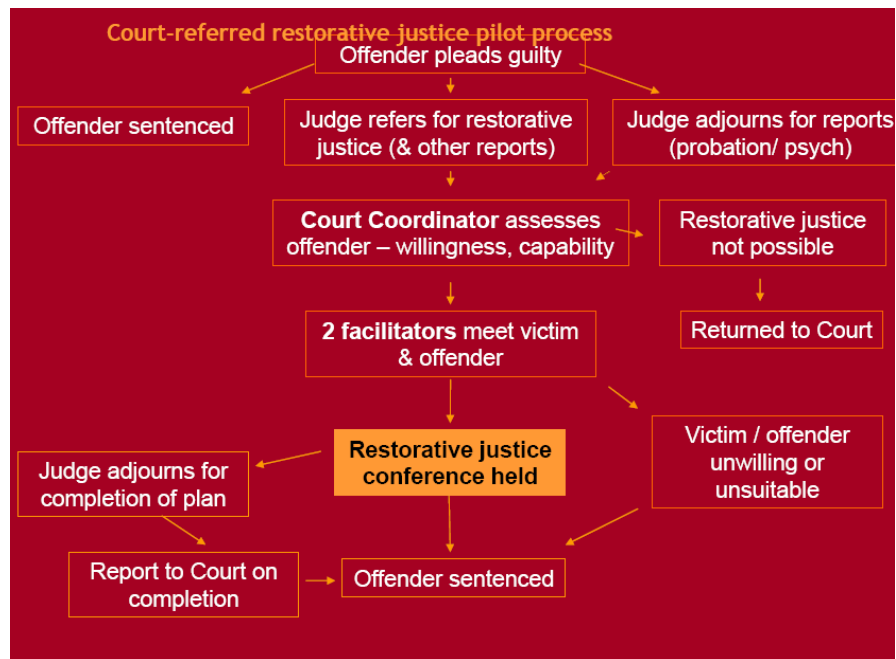 Court-referred restorative justice pilot process
Offender pleads guilty
Offender sentenced
Judge refers for restorative
justice (& other reports)
Judge adjourns for reports
(probation/ psych)
Court Coordinator assesses
offender – willingness, capability
Restorative justice
not possible
2 facilitators meet victim
& offender
Returned to Court
Restorative justice
conference held
Victim / offender
unwilling or
unsuitable
Judge adjourns for
completion of plan
Report to Court on
completion
Offender sentenced